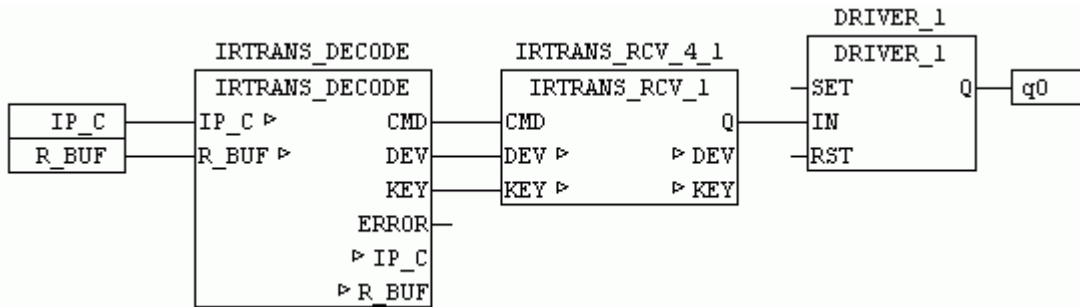 DRIVER_1
IRTRANS_DECODE IRTRANS_RCV_4_1 DRIVER_1
IRTRANS_DECODE IRTRANS_RCV_1 SET Q q0
IP_C IP_C CMD CMD Q IN
R_BUF R_BUF DEV DEV DEV RST
KEY KEY KEY
ERROR
IP_C
R_BUF